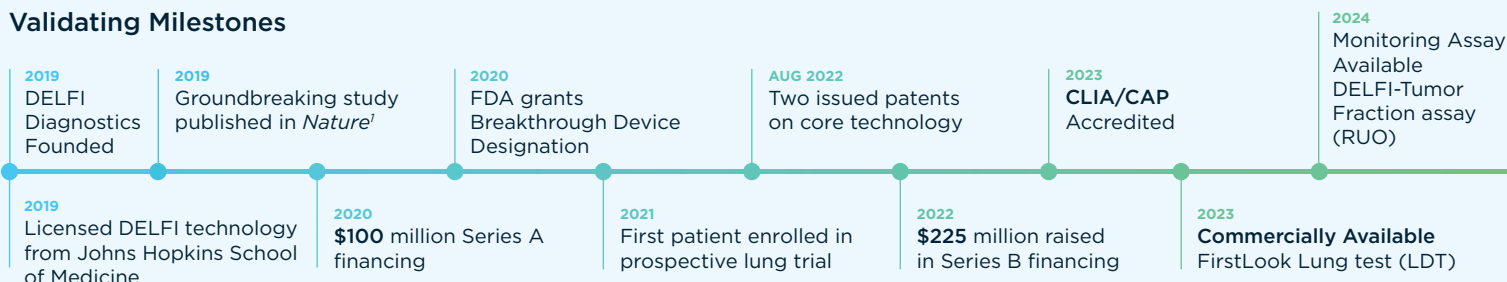 Validating Milestones
2019
DELFI
Diagnostics
Founded
2019
Groundbreaking study
published in Nature¹
2020
FDA grants
Breakthrough Device
Designation
AUG 2022
Two issued patents
on core technology
2023
CLIA/CAP
Accredited
2024
Monitoring Assay
Available
DELFI-Tumor
Fraction assay
(RUO)
2019
Licensed DELFI technology
from Johns Hopkins School
of Medicine
2020
$100 million Series A
financing
2021
First patient enrolled in
prospective lung trial
2022
$225 million raised
in Series B financing
2023
Commercially Available
FirstLook Lung test (LDT)